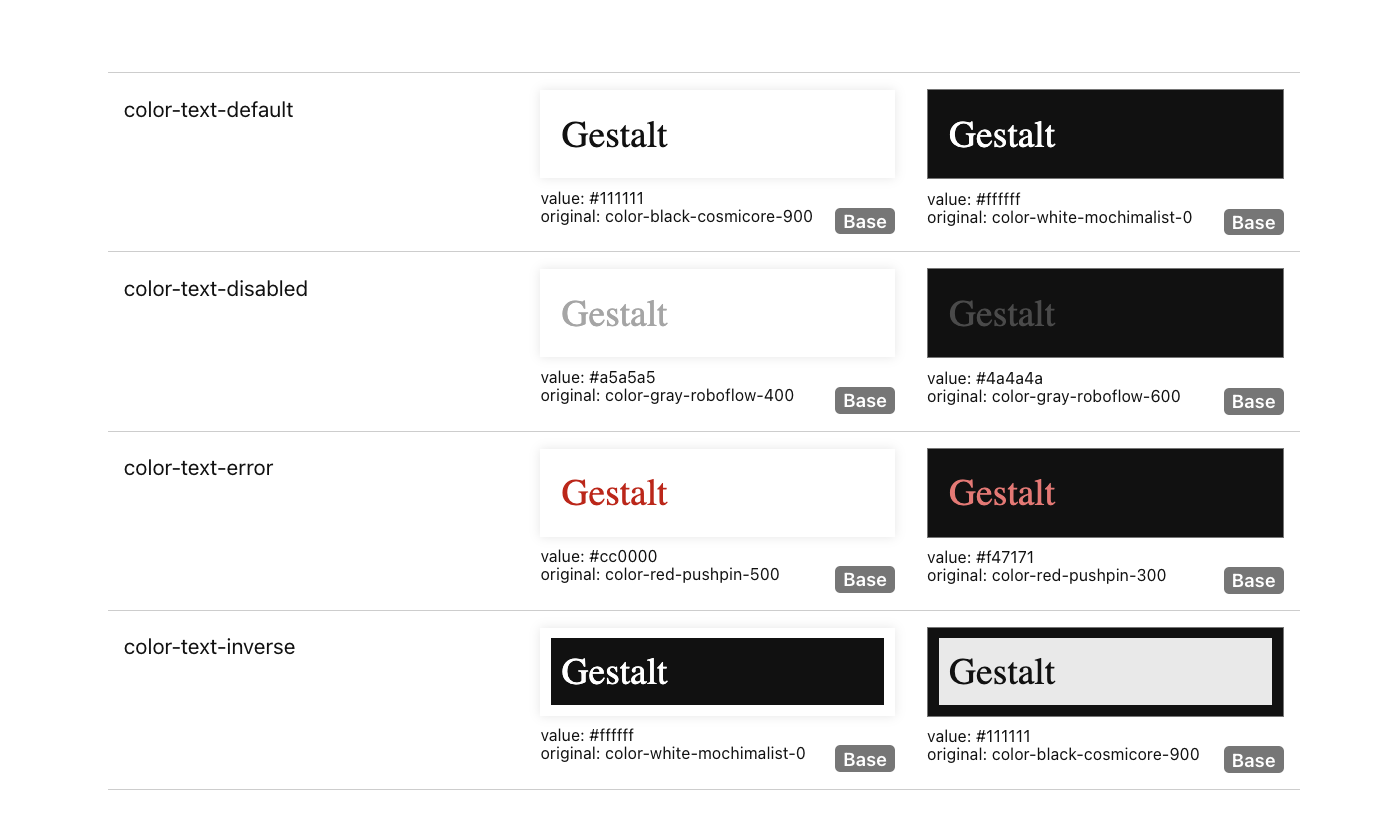 color-text-default
Gestalt
value: #111111
original: color-black-cosmicore-900
Base
Gestalt
value: #ffffff
original: color-white-mochimalist-0
Base
color-text-disabled
Gestalt
value: #a5a5a5
original: color-gray-roboflow-400
Base
Gestalt
value: #4a4a4a
original: color-gray-roboflow-600
Base
color-text-error
Gestalt
value: #cc0000
original: color-red-pushpin-500
Base
Gestalt
value: #f47171
original: color-red-pushpin-300
Base
color-text-inverse
Gestalt
value: #ffffff
original: color-white-mochimalist-0
Base
Gestalt
value: #111111
original: color-black-cosmicore-900
Base